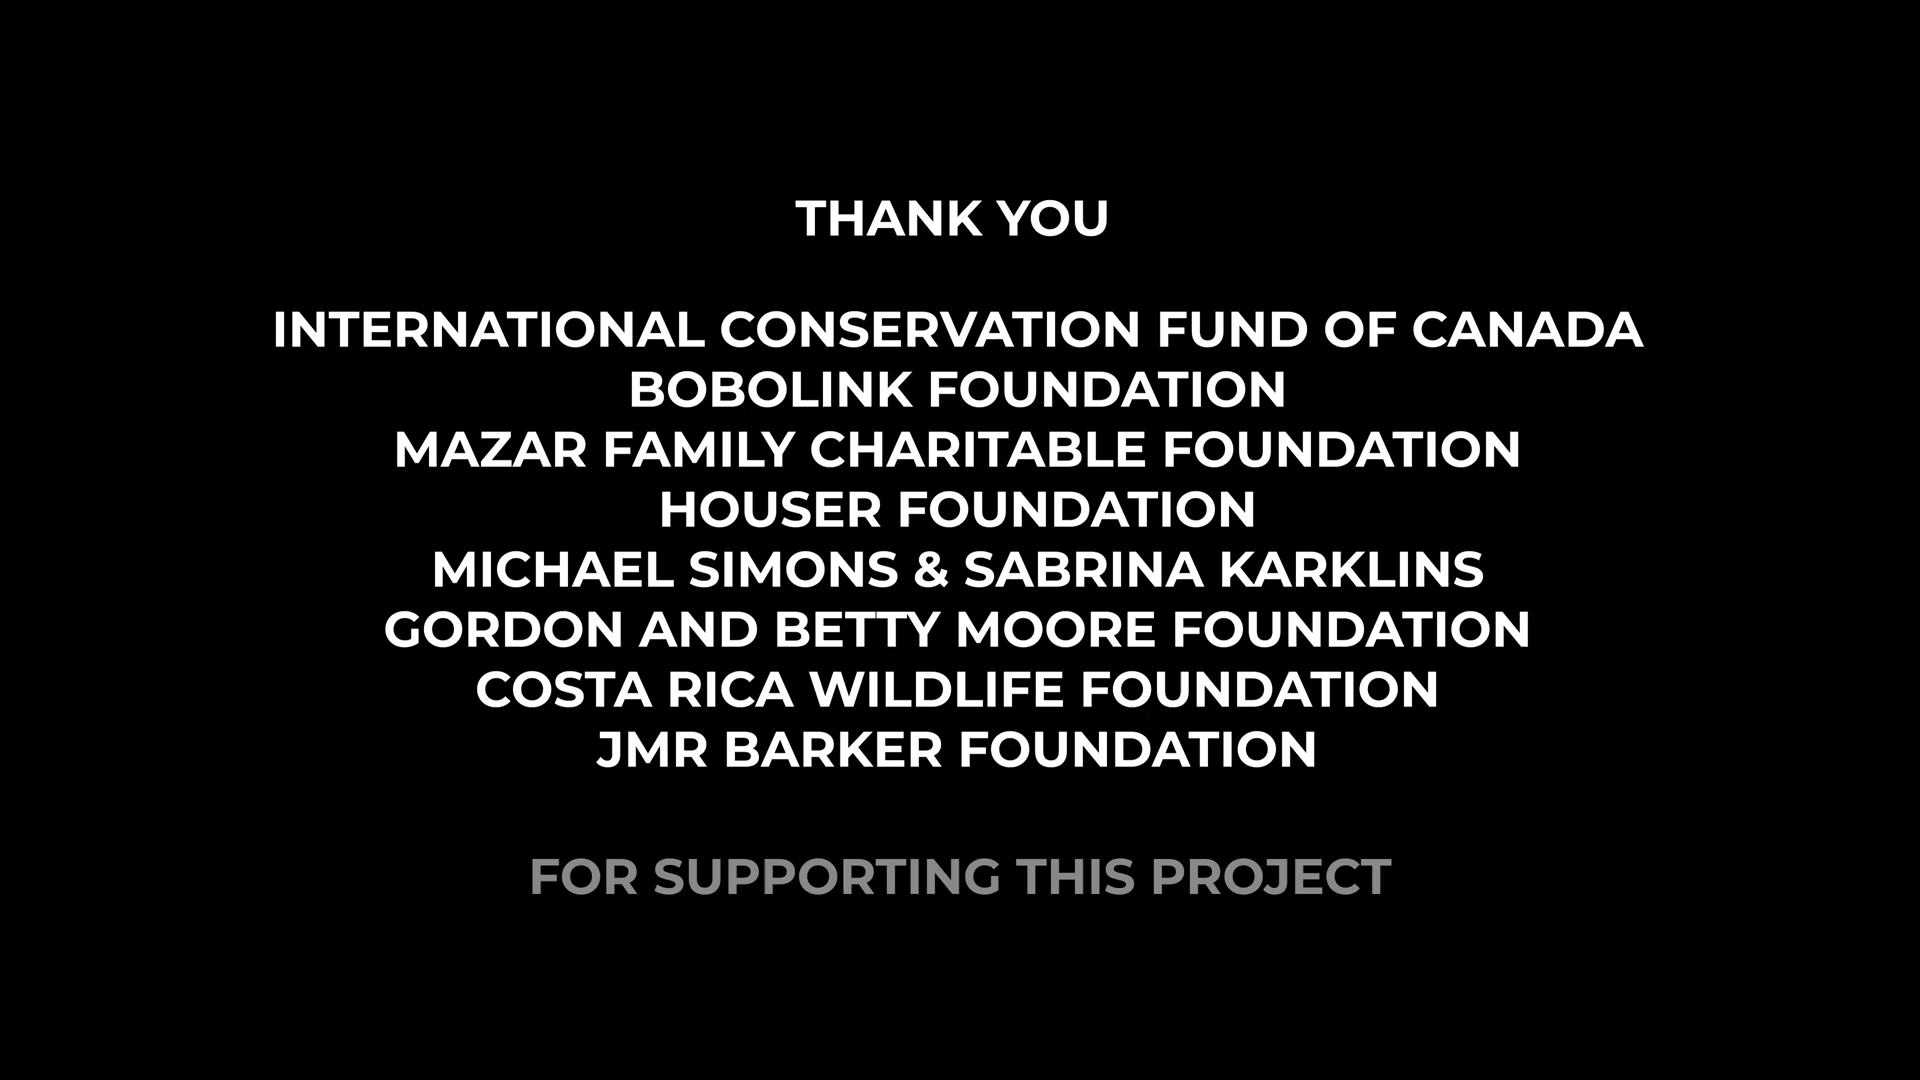 THANK YOU
INTERNATIONAL CONSERVATION FUND OF CANADA
BOBOLINK FOUNDATION
MAZAR FAMILY CHARITABLE FOUNDATION
HOUSER FOUNDATION
MICHAEL SIMONS & SABRINA KARKLINS
GORDON AND BETTY MOORE FOUNDATION
COSTA RICA WILDLIFE FOUNDATION
JMR BARKER FOUNDATION
FOR SUPPORTING THIS PROJECT